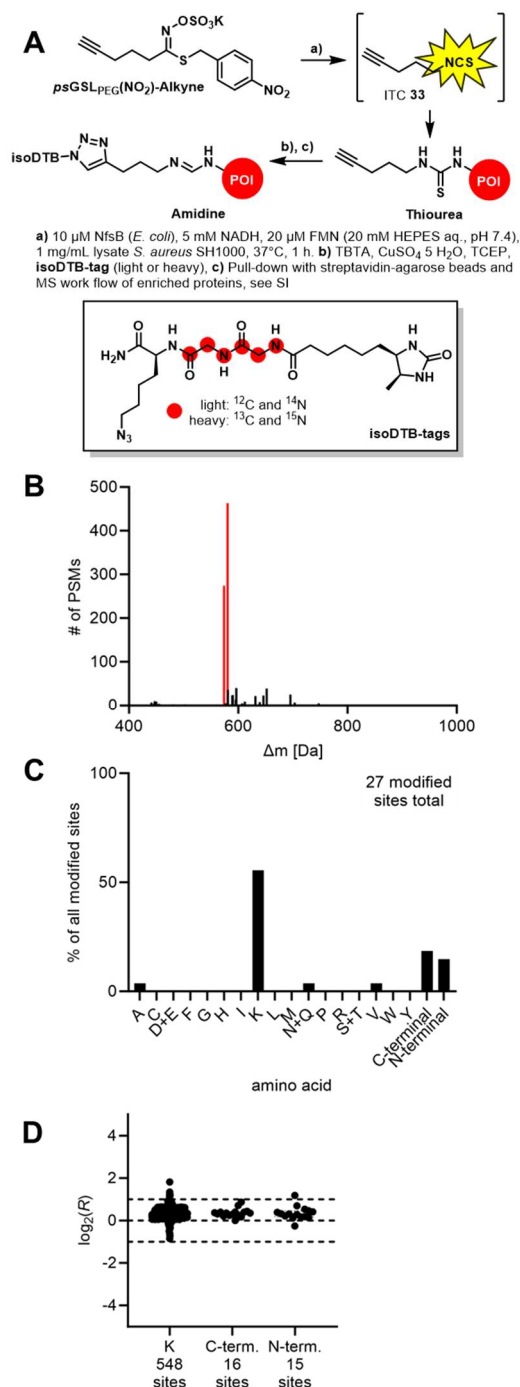 A
N
OSO3K
S
NO2
a)
NCS
psGSLPEG(NO2)-Alkyne
ITC 33
isoDTB
N
N
N
N
H
N
POI
b), c)
H
N
H
N
S
POI
Amidine
Thiourea
a) 10 µM NfsB (E. coli), 5 mM NADH, 20 µM FMN (20 mM HEPES aq., pH 7.4),
1 mg/mL lysate S. aureus SH1000, 37°C, 1 h. b) TBTA, CuSO4 5 H2O, TCEP,
isoDTB-tag (light or heavy), c) Pull-down with streptavidin-agarose beads and
MS work flow of enriched proteins, see SI
O
H2N
H
N
O
N
H
O
H
N
O
O
HN
NH
O
N3
light: 12C and 14N
heavy: 13C and 15N
isoDTB-tags
B
# of PSMs
500
400
300
200
100
0
400
600
800
1000
Δm [Da]
C
% of all modified sites
100
50
0
27 modified
sites total
A
C
D+E
F
G
H
I
K
L
M
N+Q
P
R
S+T
V
W
Y
C-terminal
N-terminal
amino acid
D
log2(R)
4
2
0
-2
-4
K
548
sites
C-term.
16
sites
N-term.
15
sites